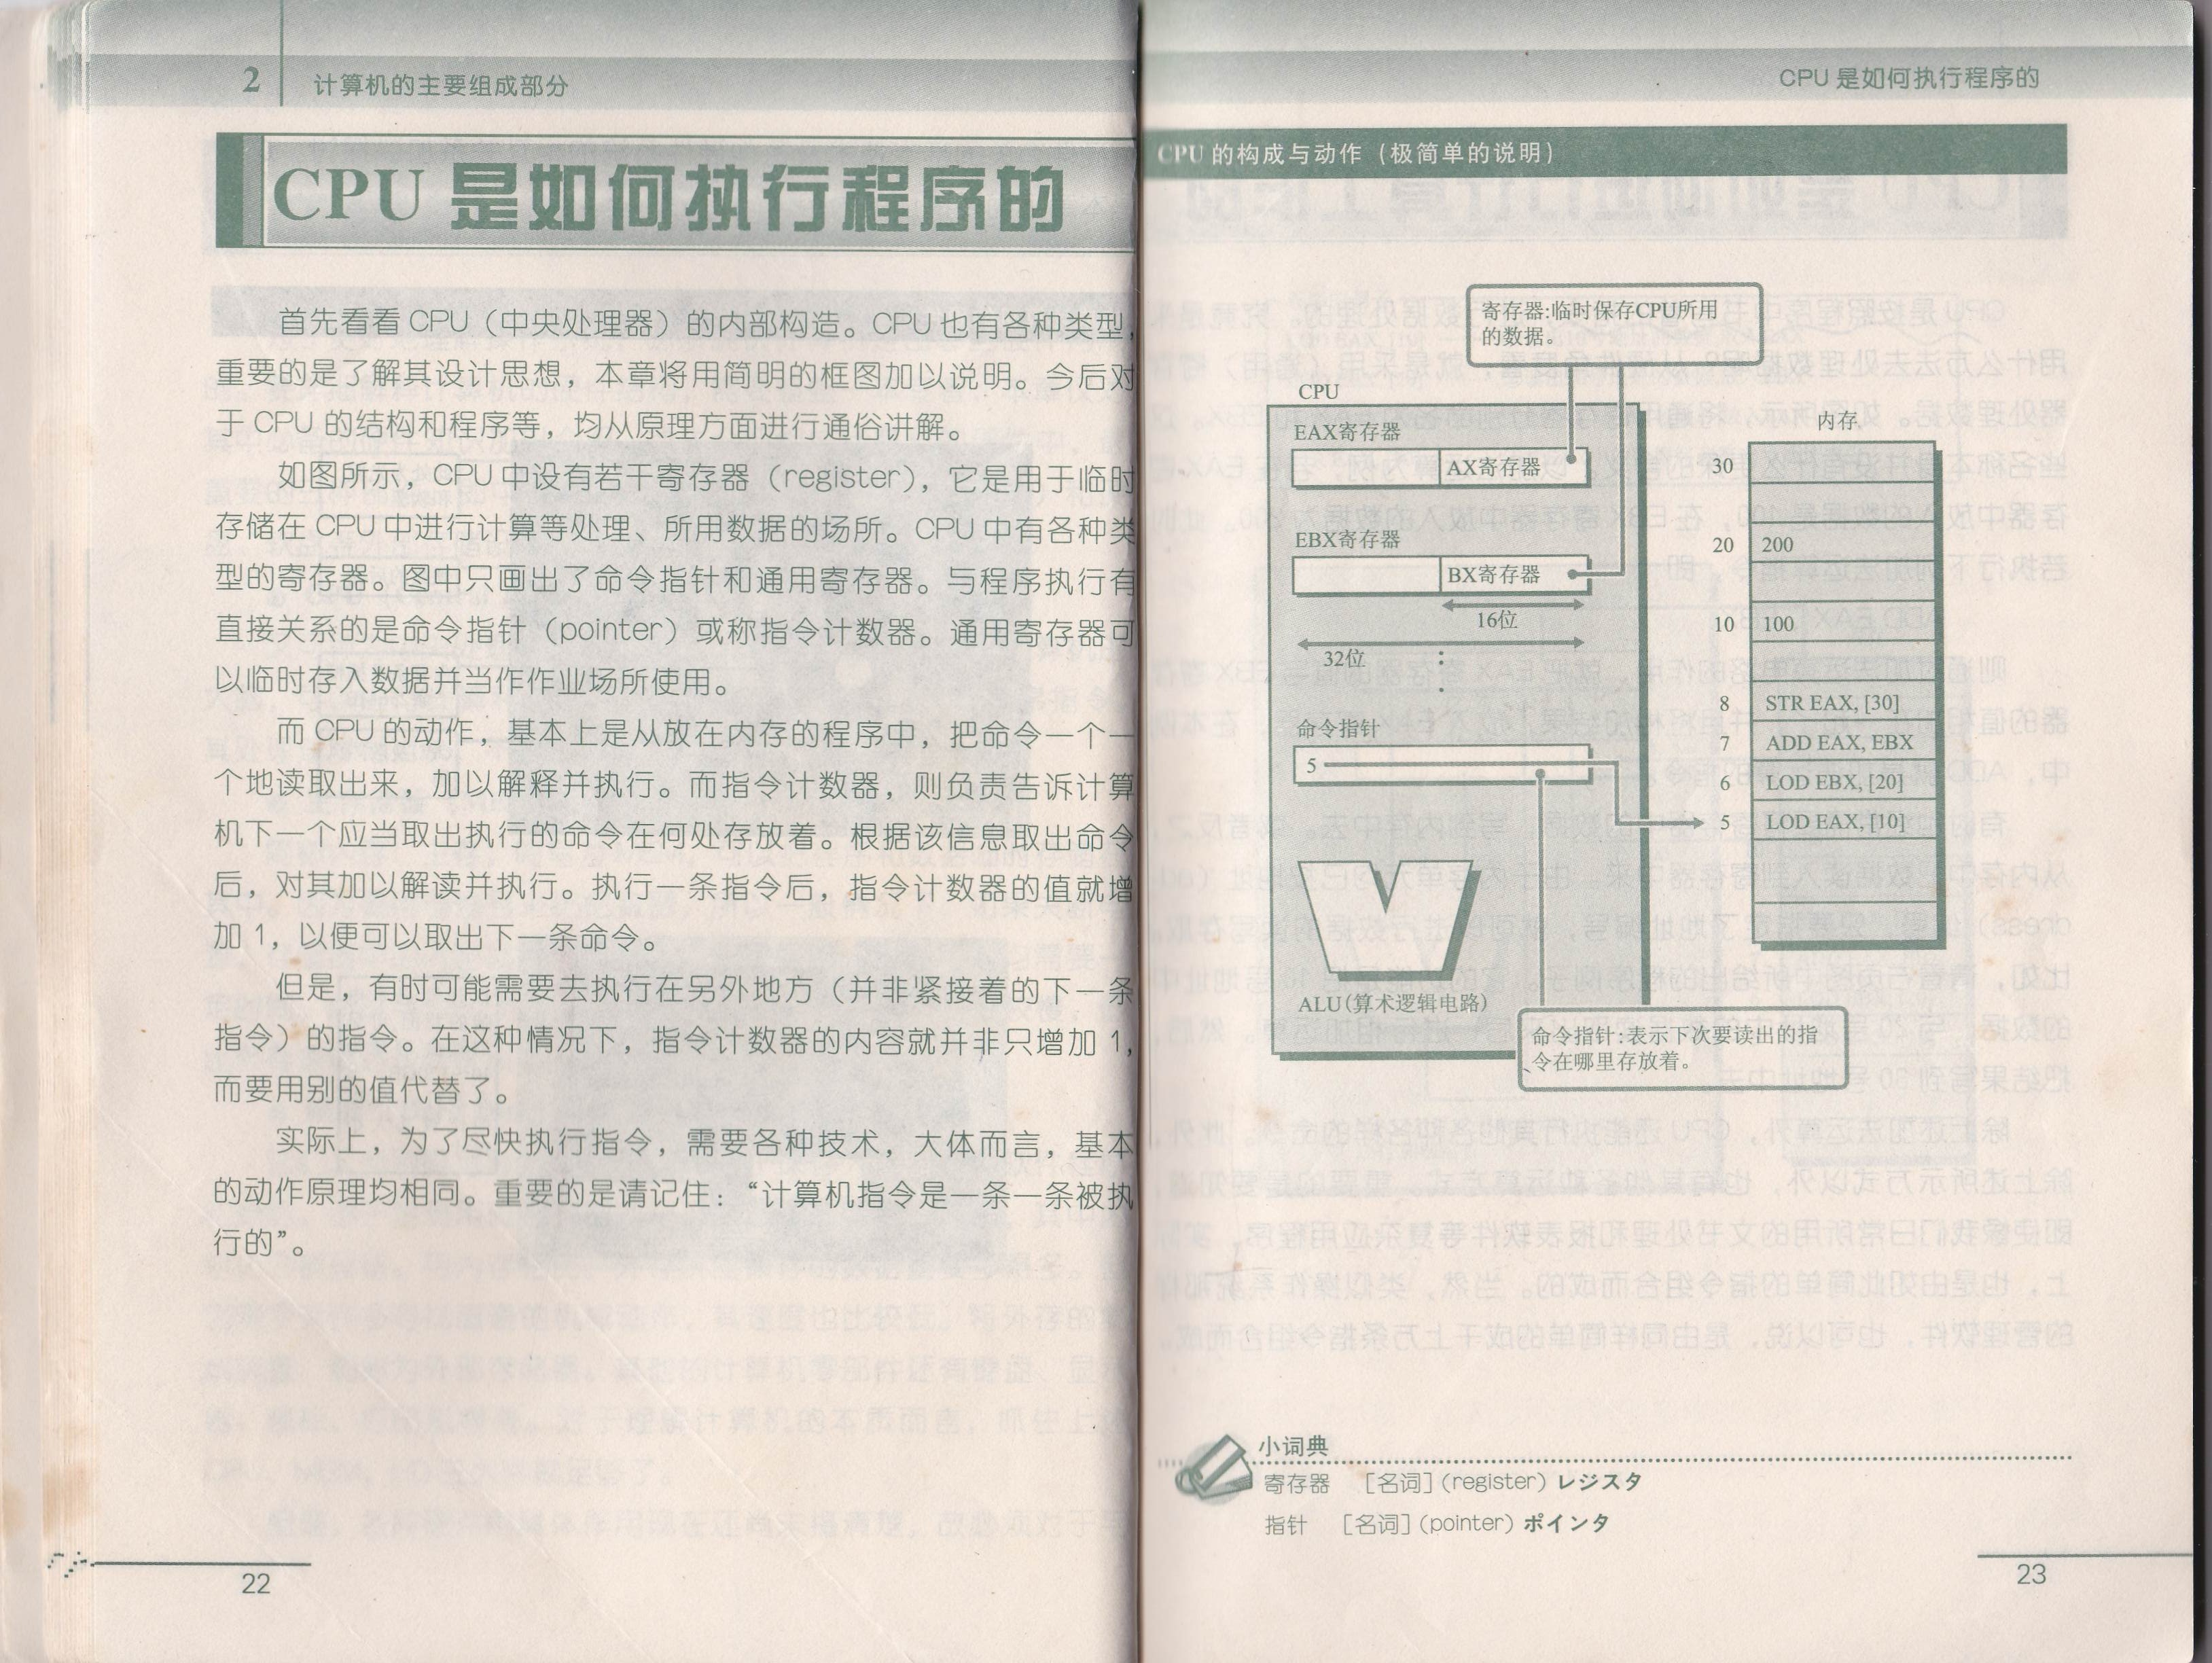 2
计算机的主要组成部分
CPU 是如何执行程序的
首先看看 CPU（中央处理器）的内部构造。CPU 也有各种类型，
重要的是了解其设计思想，本章将用简明的框图加以说明。今后对
于 CPU 的结构和程序等，均从原理方面进行通俗讲解。
如图所示，CPU 中设有若干寄存器（register），它是用于临时
存储在 CPU 中进行计算等处理、所用数据的场所。CPU 中有各种类
型的寄存器。图中只画出了命令指针和通用寄存器。与程序执行有
直接关系的是命令指针（pointer）或称指令计数器。通用寄存器可
以临时存入数据并当作作业场所使用。
而 CPU 的动作，基本上是从放在内存的程序中，把命令一个一
个地读取出来，加以解释并执行。而指令计数器，则负责告诉计算
机下一个应当取出执行的命令在何处存放着。根据该信息取出命令
后，对其加以解读并执行。执行一条指令后，指令计数器的值就增
加 1，以便可以取出下一条命令。
但是，有时可能需要去执行在另外地方（并非紧接着的下一条
指令）的指令。在这种情况下，指令计数器的内容就并非只增加 1，
而要用别的值代替了。
实际上，为了尽快执行指令，需要各种技术，大体而言，基本
的动作原理均相同。重要的是请记住：“计算机指令是一条一条被执
行的”。
22
CPU 是如何执行程序的
CPU 的构成与动作（极简单的说明）
寄存器:临时保存CPU所用
的数据。
CPU
EAX寄存器
AX寄存器
EBX寄存器
BX寄存器
16位
32位
命令指针
5
ALU(算术逻辑电路)
命令指针:表示下次要读出的指
令在哪里存放着。
内存
30
20 200
10 100
8 STR EAX, [30]
7 ADD EAX, EBX
6 LOD EBX, [20]
5 LOD EAX, [10]
小词典
寄存器 [名词] (register) レジスタ
指针 [名词] (pointer) ポインタ
23